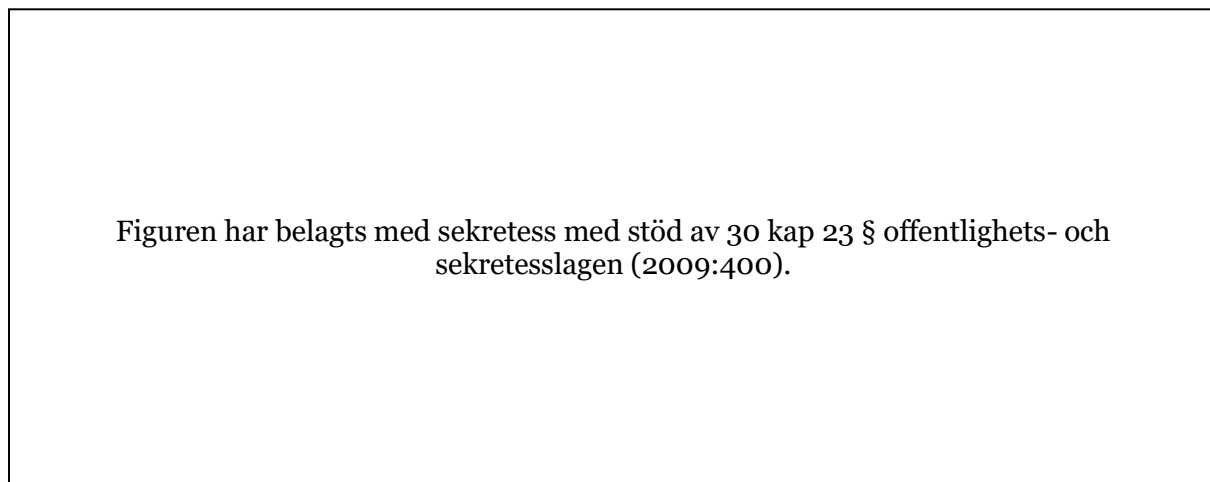 Figuren har belagts med sekretess med stöd av 30 kap 23 § offentlighets- och
sekretesslagen (2009:400).